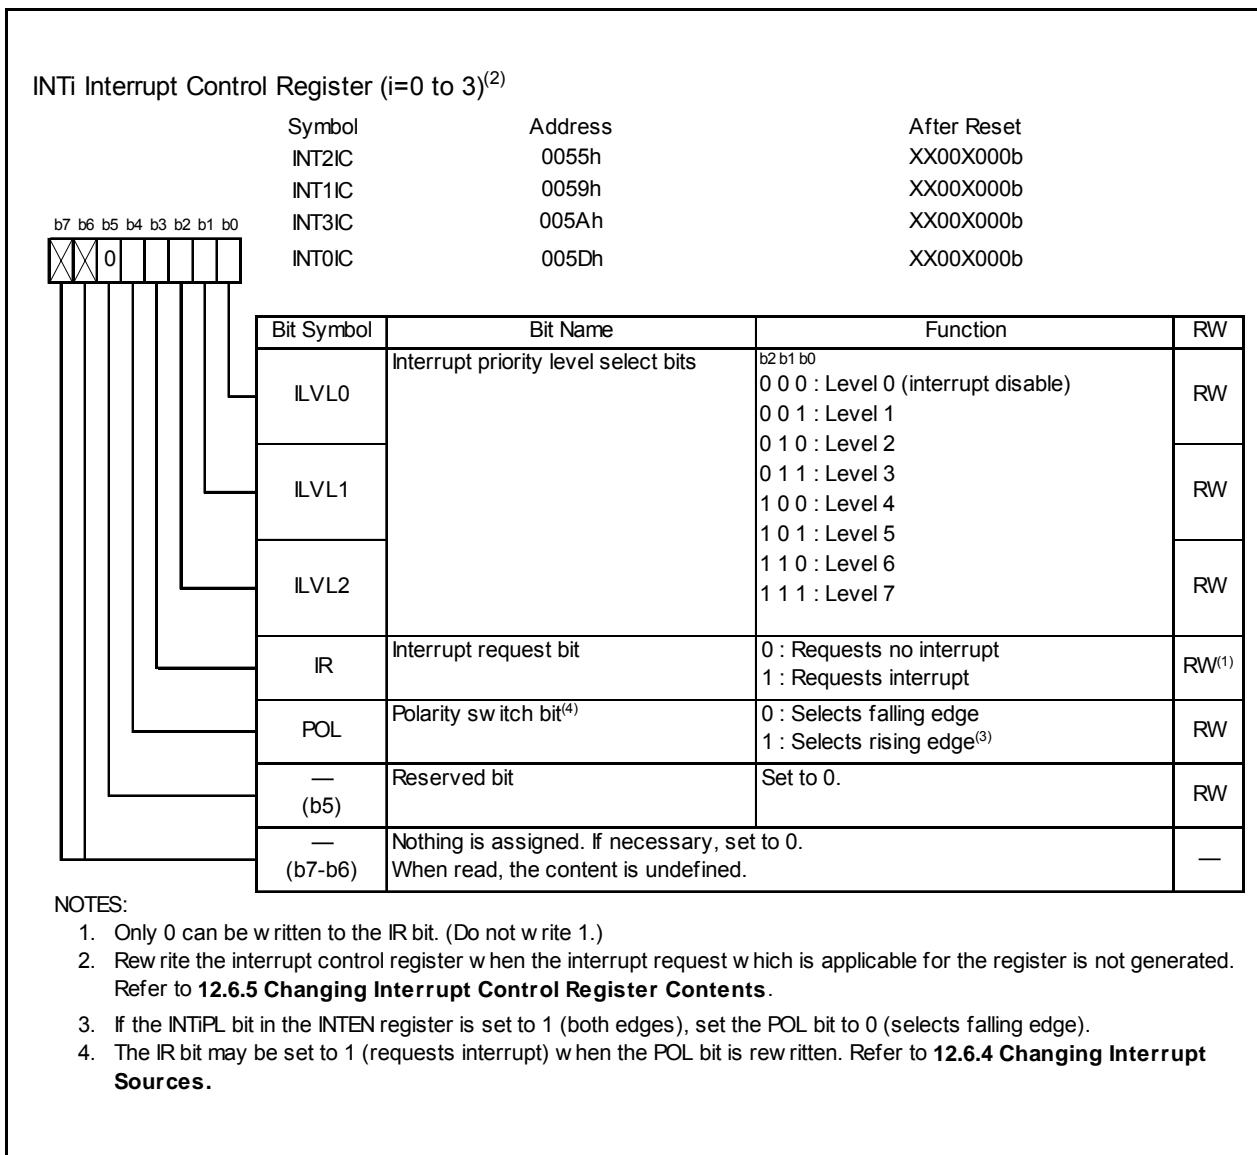 INTi Interrupt Control Register (i=0 to 3)(2)
Symbol Address After Reset
INT2IC 0055h XX00X000b
INT1IC 0059h XX00X000b
INT3IC 005Ah XX00X000b
INT0IC 005Dh XX00X000b
b7 b6 b5 b4 b3 b2 b1 b0
0
Bit Symbol Bit Name Function RW
ILVL0 Interrupt priority level select bits b2 b1 b0
0 0 0 : Level 0 (interrupt disable) RW
0 0 1 : Level 1
0 1 0 : Level 2
ILVL1 0 1 1 : Level 3 RW
1 0 0 : Level 4
1 0 1 : Level 5
ILVL2 1 1 0 : Level 6 RW
1 1 1 : Level 7
IR Interrupt request bit 0 : Requests no interrupt RW(1)
1 : Requests interrupt
POL Polarity switch bit(4) 0 : Selects falling edge RW
1 : Selects rising edge(3)
— Reserved bit Set to 0. RW
(b5)
— Nothing is assigned. If necessary, set to 0. —
(b7-b6) When read, the content is undefined.
NOTES:
1. Only 0 can be written to the IR bit. (Do not write 1.)
2. Rewrite the interrupt control register when the interrupt request which is applicable for the register is not generated.
Refer to 12.6.5 Changing Interrupt Control Register Contents.
3. If the INTiPL bit in the INTEN register is set to 1 (both edges), set the POL bit to 0 (selects falling edge).
4. The IR bit may be set to 1 (requests interrupt) when the POL bit is rewritten. Refer to 12.6.4 Changing Interrupt
Sources.